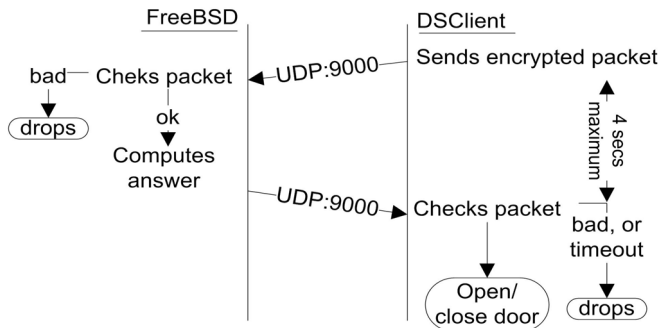 FreeBSD
DSClient
Sends encrypted packet
UDP:9000
bad
Cheks packet
drops
ok
Computes
answer
4 secs
maximum
UDP:9000
Checks packet
bad, or
timeout
Open/
close door
drops